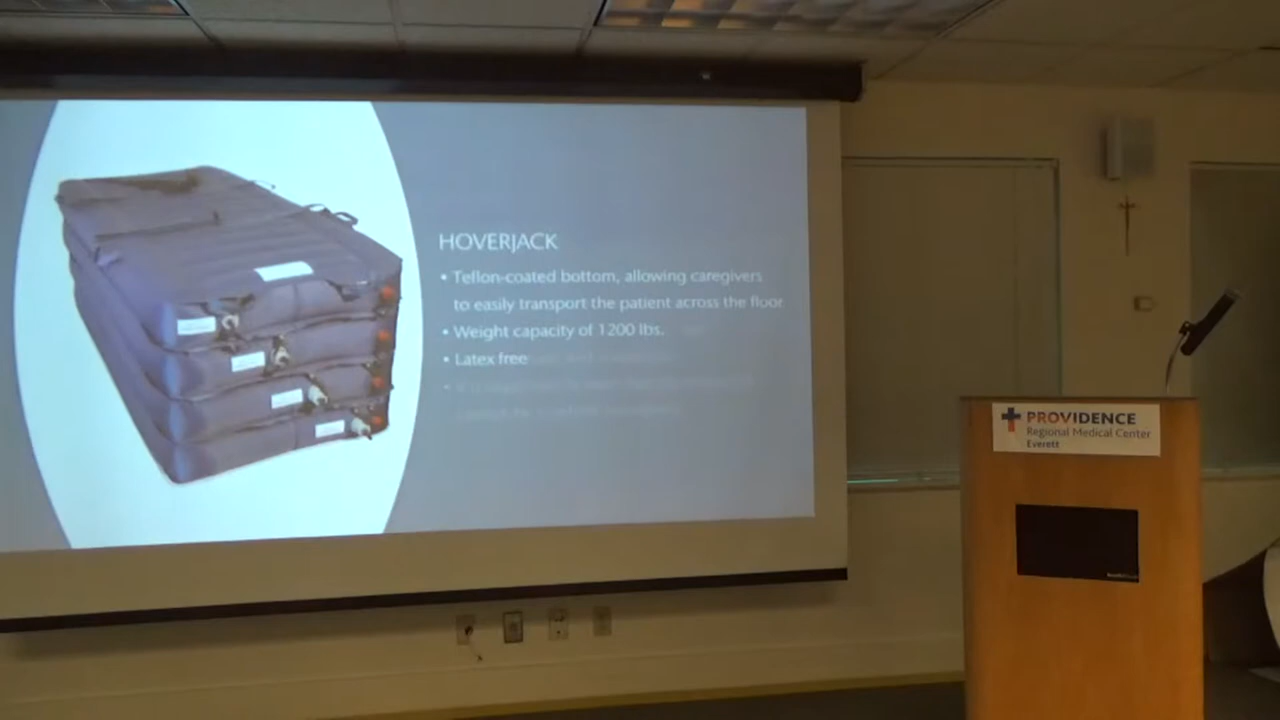 HOVERJACK
• Teflon-coated bottom, allowing caregivers
to easily transport the patient across the floor
• Weight capacity of 1200 lbs.
• Latex free
PROVIDENCE
Regional Medical Center
Everett